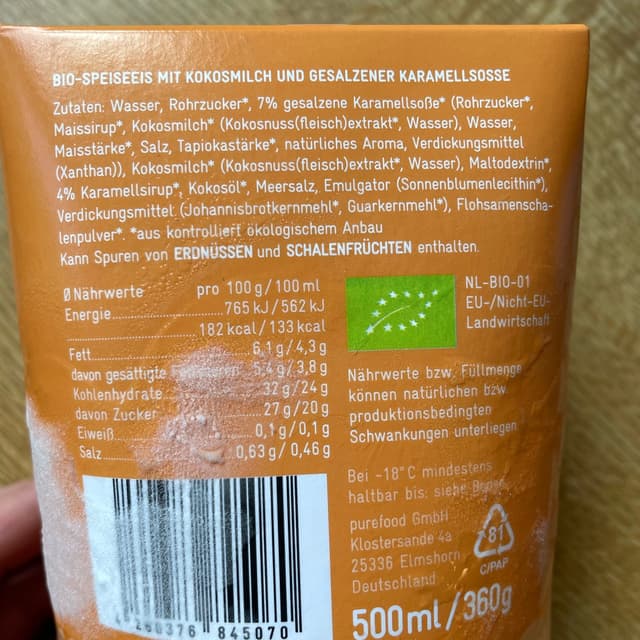 BIO-SPEISEEIS MIT KOKOSMILCH UND GESALZENER KARAMELLSOSSE
Zutaten: Wasser, Rohrzucker*, 7% gesalzene Karamellsoße* (Rohrzucker*,
Maissirup*, Kokosmilch* (Kokosnuss(fleisch)extrakt*, Wasser), Wasser,
Maisstärke*, Salz, Tapiokastärke*, natürliches Aroma, Verdickungsmittel
(Xanthan)), Kokosmilch* (Kokosnuss(fleisch)extrakt*, Wasser), Maltodextrin*,
4% Karamellsirup*, Kokosöl*, Meersalz, Emulgator (Sonnenblumenlecithin*),
Verdickungsmittel (Johannisbrotkernmehl*, Guarkernmehl*), Flohsamenscha-
lenpulver*. *aus kontrolliert ökologischem Anbau
Kann Spuren von ERDNÜSSEN und SCHALENFRÜCHTEN enthalten.
Ø Nährwerte pro 100 g / 100 ml
Energie 765 kJ / 562 kJ
182 kcal / 133 kcal
Fett 6,1 g / 4,3 g
davon gesättigte 5,4 g / 3,8 g
Kohlenhydrate 32 g / 24 g
davon Zucker 27 g / 20 g
Eiweiß 0,1 g / 0,1 g
Salz 0,63 g / 0,46 g
NL-BIO-01
EU-/Nicht-EU-
Landwirtschaft
Nährwerte bzw. Füllmenge
können natürlichen bzw.
produktionsbedingten
Schwankungen unterliegen
Bei -18° C mindestens
haltbar bis: siehe
purefood GmbH
Klostersande 4a
25336 Elmshorn
Deutschland
81
C/PAP
500 ml / 360g
845070